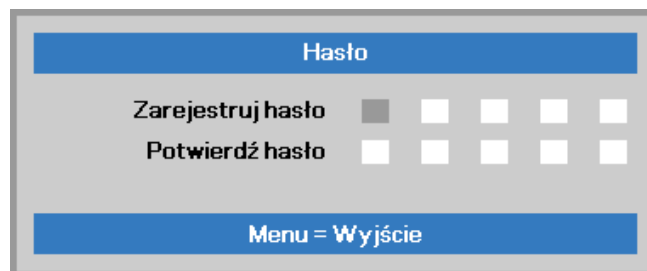 Hasło
Zarejestruj hasło
Potwierdź hasło
Menu = Wyjście